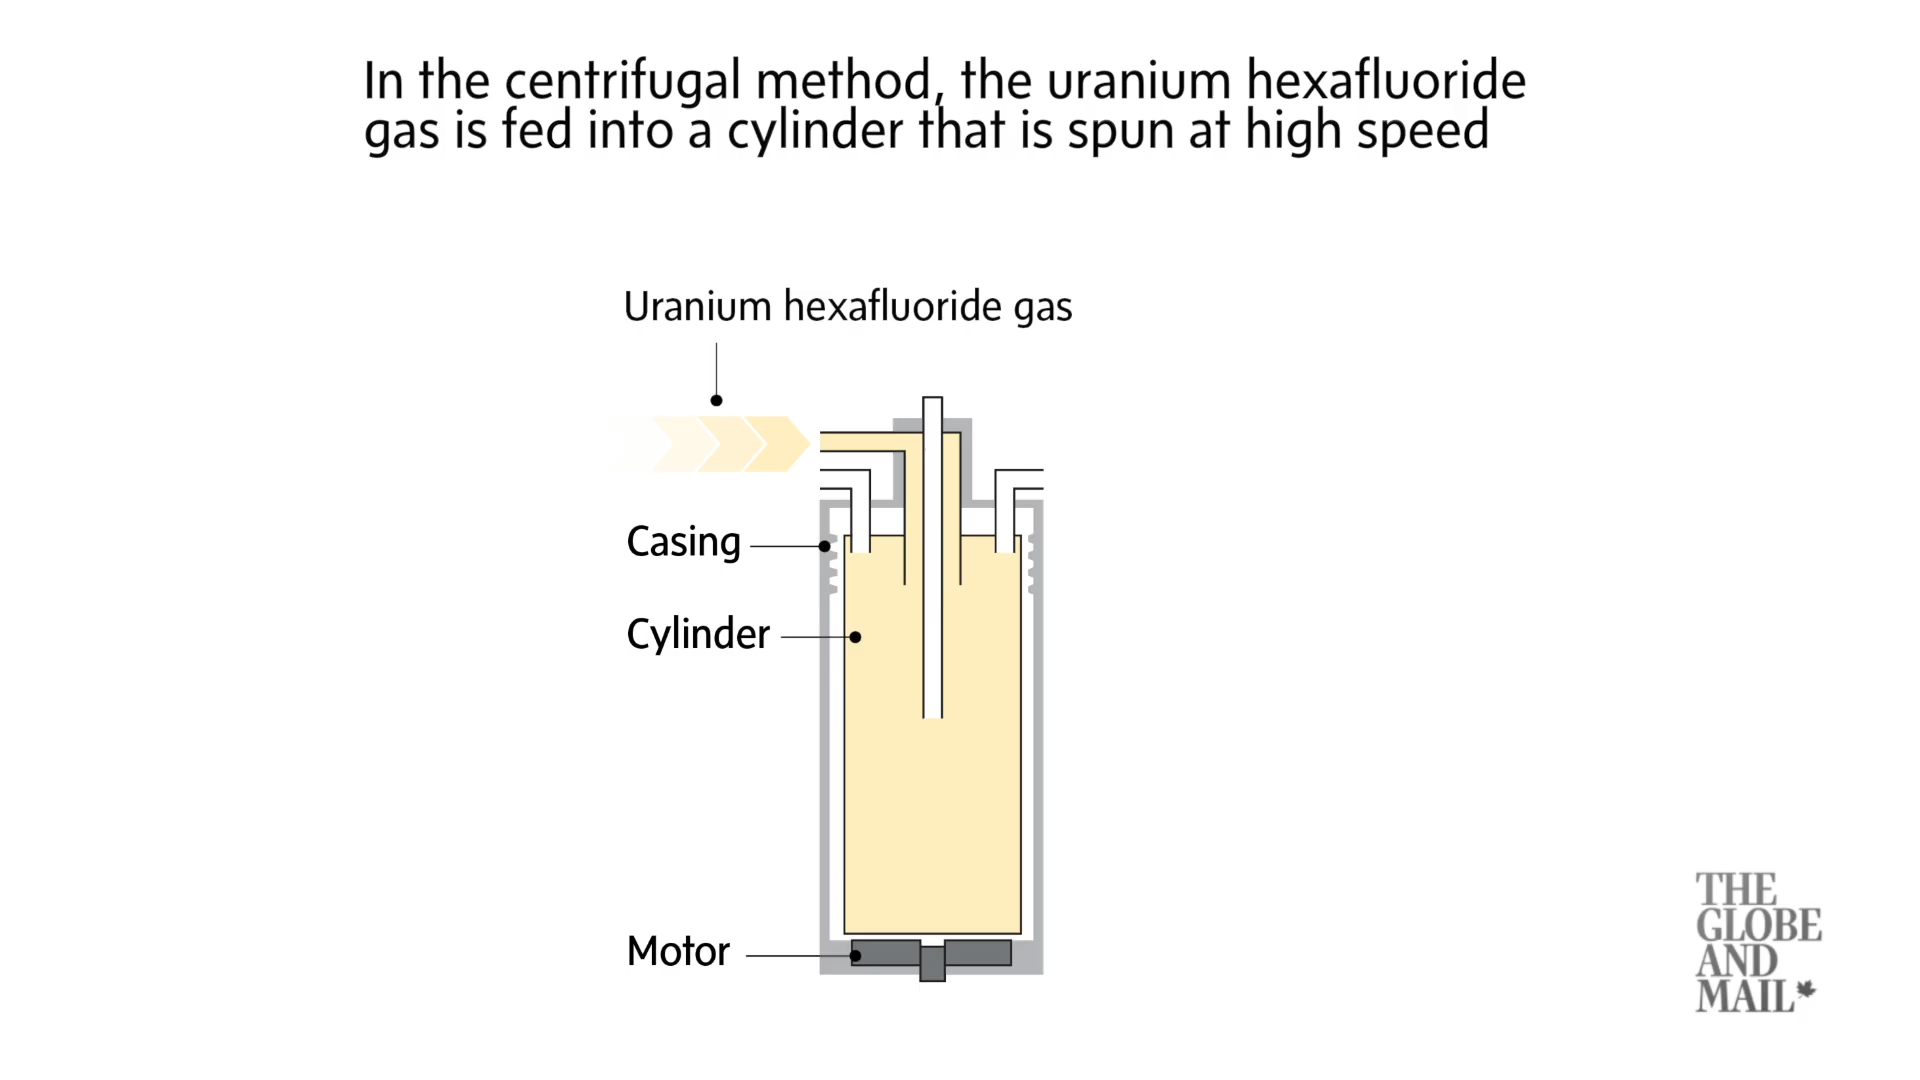 In the centrifugal method, the uranium hexafluoride
gas is fed into a cylinder that is spun at high speed
Uranium hexafluoride gas
Casing
Cylinder
Motor
THE
GLOBE
AND
MAIL